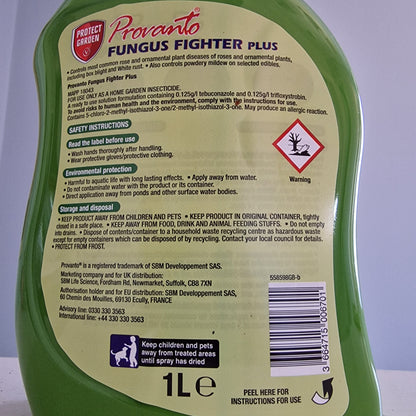 PROTECT GARDEN
Provanto
FUNGUS FIGHTER PLUS
• Controls most common rose and ornamental plant diseases of roses and ornamental plants,
including box blight and White rust. • Also controls powdery mildew on selected edibles.
Provanto Fungus Fighter Plus
MAPP 18043
FOR USE ONLY AS A HOME GARDEN INSECTICIDE.
A ready to use solution formulation containing 0.125g/l tebuconazole and 0.125g/l trifloxystrobin.
To avoid risks to human health and the environment, comply with the instructions for use.
Contains 5-chloro-2-methyl-isothiazol-3-one/2-methyl-isothiazol-3-one. May produce an allergic reaction.
SAFETY INSTRUCTIONS
Read the label before use
• Wash hands thoroughly after handling.
• Wear protective gloves/protective clothing.
Environmental protection
• Harmful to aquatic life with long lasting effects. • Apply away from water.
• Do not contaminate water with the product or its container.
• Direct application away from ponds and other surface water bodies.
Warning
Storage and disposal
• KEEP PRODUCT AWAY FROM CHILDREN AND PETS • KEEP PRODUCT IN ORIGINAL CONTAINER, tightly
closed in a safe place. • KEEP AWAY FROM FOOD, DRINK AND ANIMAL FEEDING STUFFS. • Do not empty
into drains. • Dispose of contents/container to a household waste recycling centre as hazardous waste
except for empty containers which can be disposed of by recycling. Contact your local council for details.
• PROTECT FROM FROST.
Provanto® is a registered trademark of SBM Developpement SAS.
Marketing company and for UK distribution:
SBM Life Science, Fordham Rd, Newmarket, Suffolk, CB8 7XN
Authorisation holder and for EU distribution: SBM Developpement SAS,
60 Chemin des Mouilles, 69130 Ecully, FRANCE
Advisory line: 0330 330 3563
International line: +44 330 330 3563
558598GB-b
3 664715 006701
Keep children and pets
away from treated areas
until spray has dried
1L e
PEEL HERE FOR
INSTRUCTIONS FOR USE